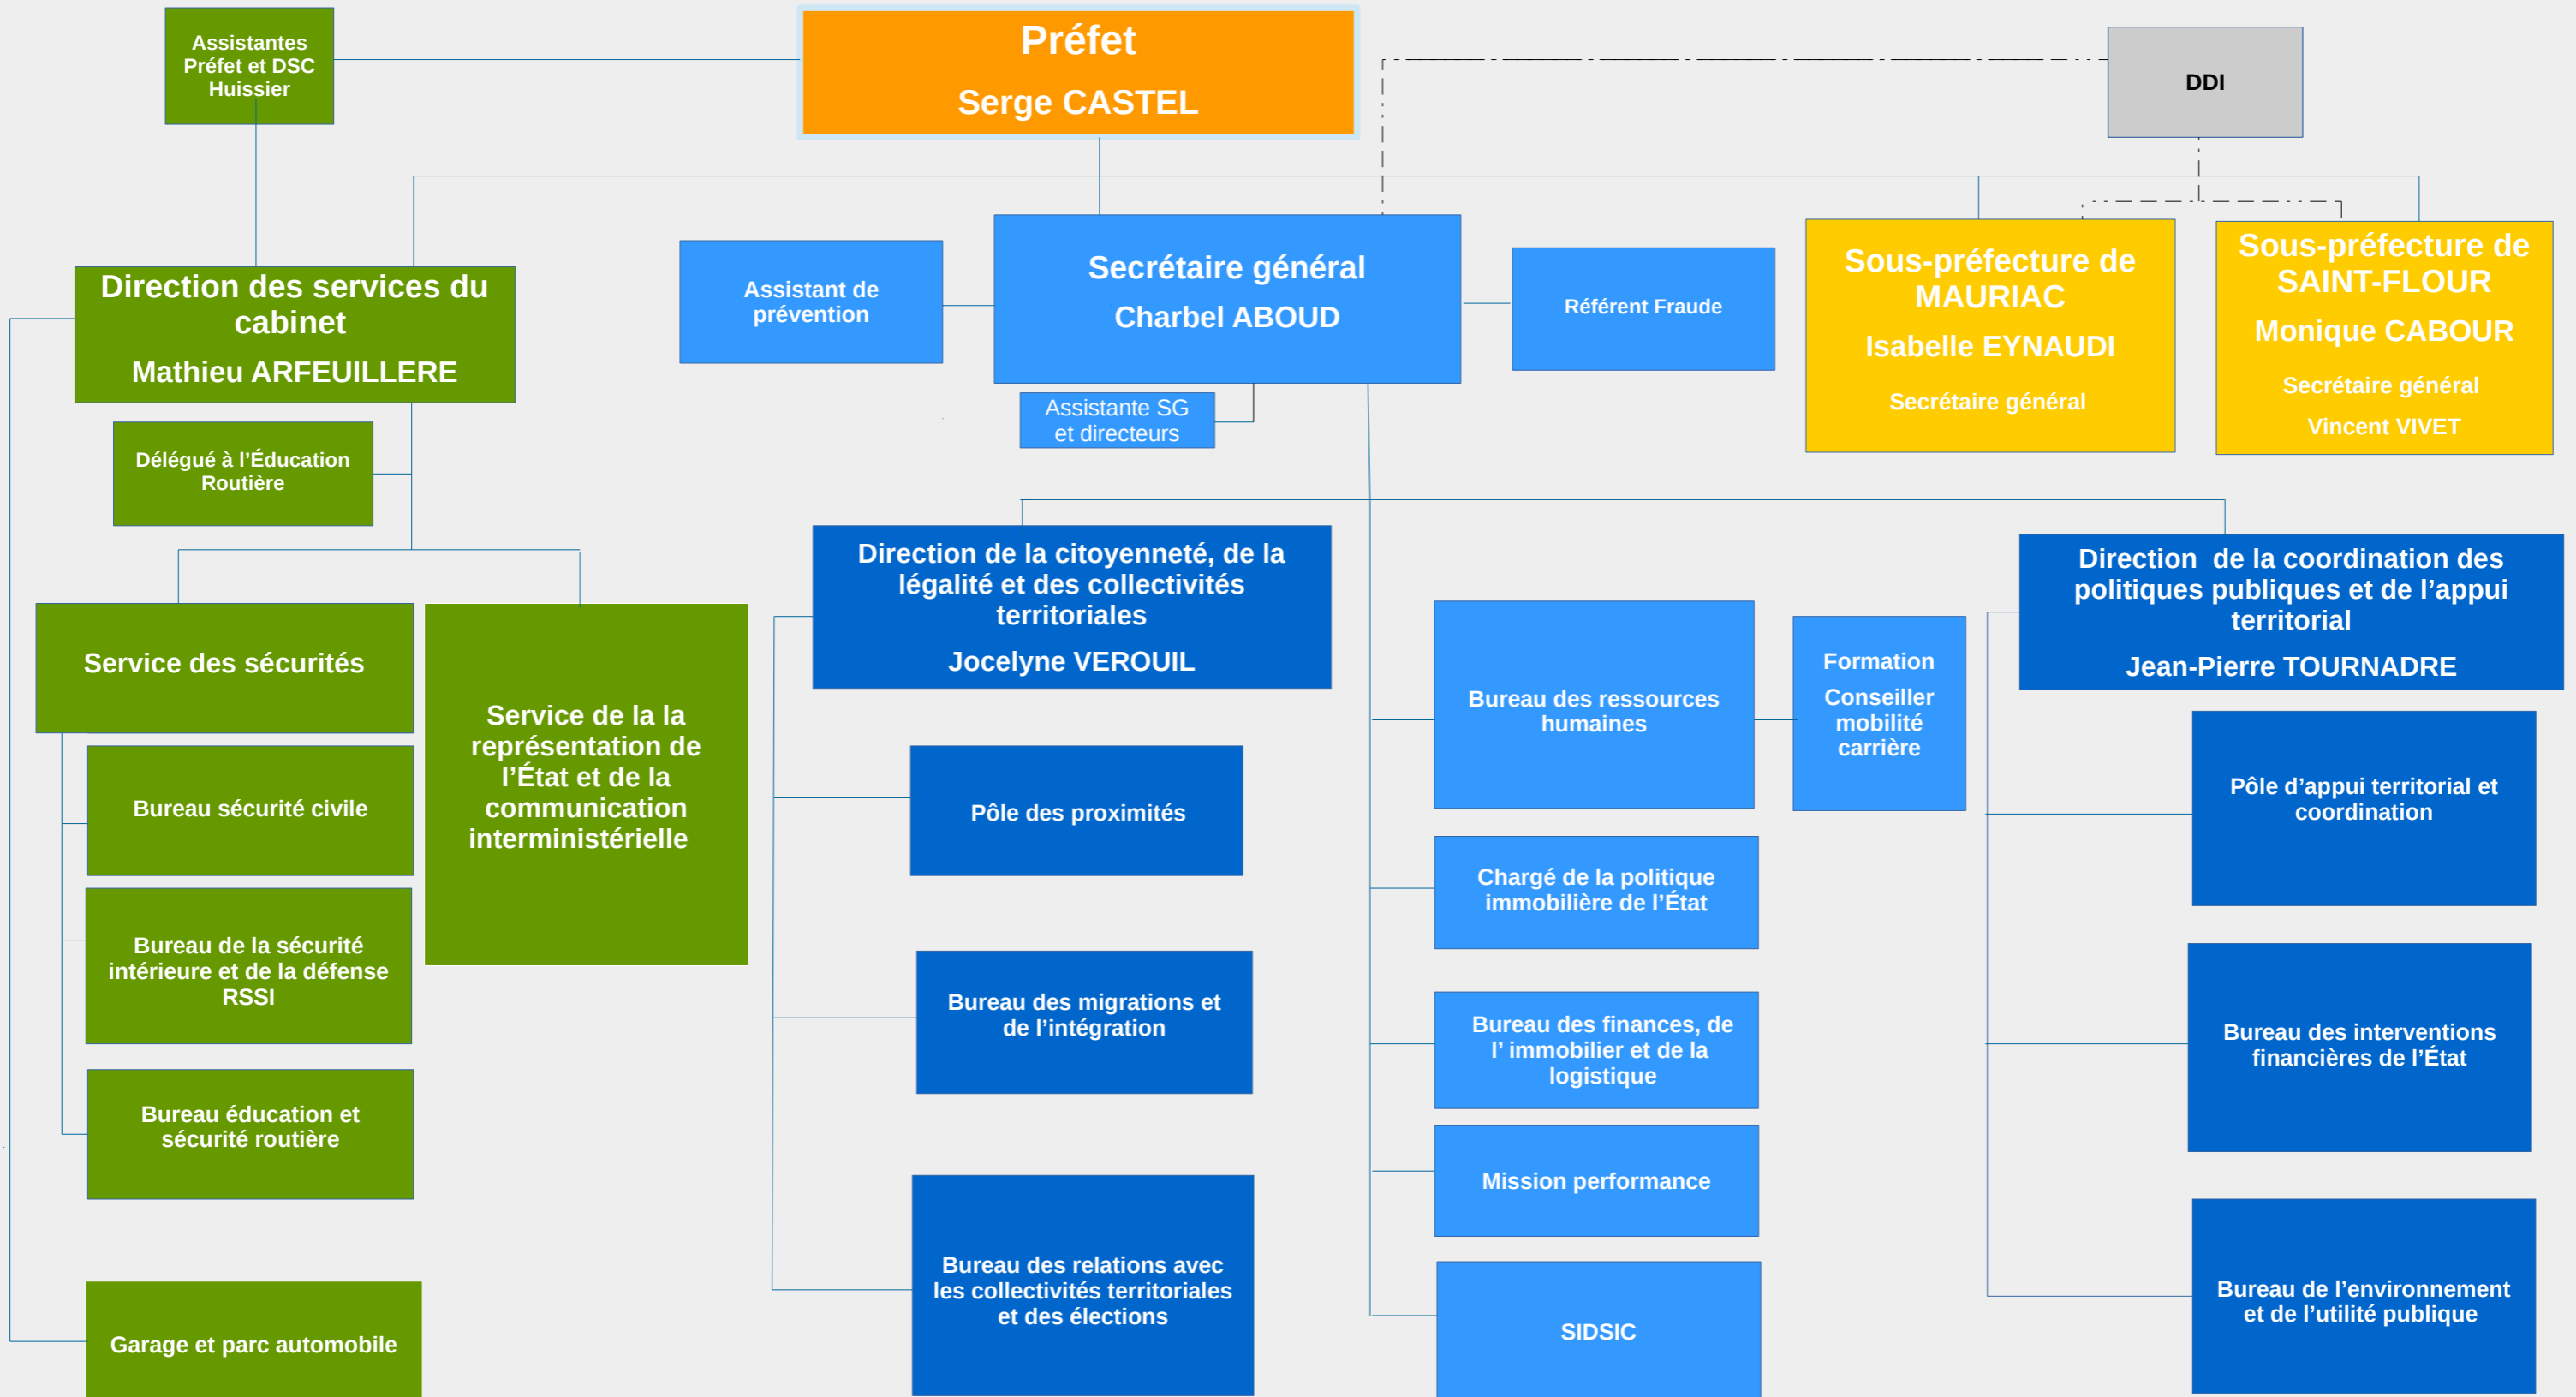 Assistantes
Préfet et DSC
Huissier
Préfet
Serge CASTEL
DDI
Direction des services du
cabinet
Mathieu ARFEUILLERE
Assistant de
prévention
Secrétaire général
Charbel ABOUD
Référent Fraude
Sous-préfecture de
MAURIAC
Isabelle EYNAUDI
Secrétaire général
Sous-préfecture de
SAINT-FLOUR
Monique CABOUR
Secrétaire général
Vincent VIVET
Assistante SG
et directeurs
Délégué à l’Éducation
Routière
Service des sécurités
Bureau sécurité civile
Bureau de la sécurité
intérieure et de la défense
RSSI
Bureau éducation et
sécurité routière
Garage et parc automobile
Service de la la
représentation de
l’État et de la
communication
interministérielle
Direction de la citoyenneté, de la
légalité et des collectivités
territoriales
Jocelyne VEROUIL
Pôle des proximités
Bureau des migrations et
de l’intégration
Bureau des relations avec
les collectivités territoriales
et des élections
Bureau des ressources
humaines
Formation
Conseiller
mobilité
carrière
Chargé de la politique
immobilière de l’État
Bureau des finances, de
l’ immobilier et de la
logistique
Mission performance
SIDSIC
Direction  de la coordination des
politiques publiques et de l’appui
territorial
Jean-Pierre TOURNADRE
Pôle d’appui territorial et
coordination
Bureau des interventions
financières de l’État
Bureau de l’environnement
et de l’utilité publique